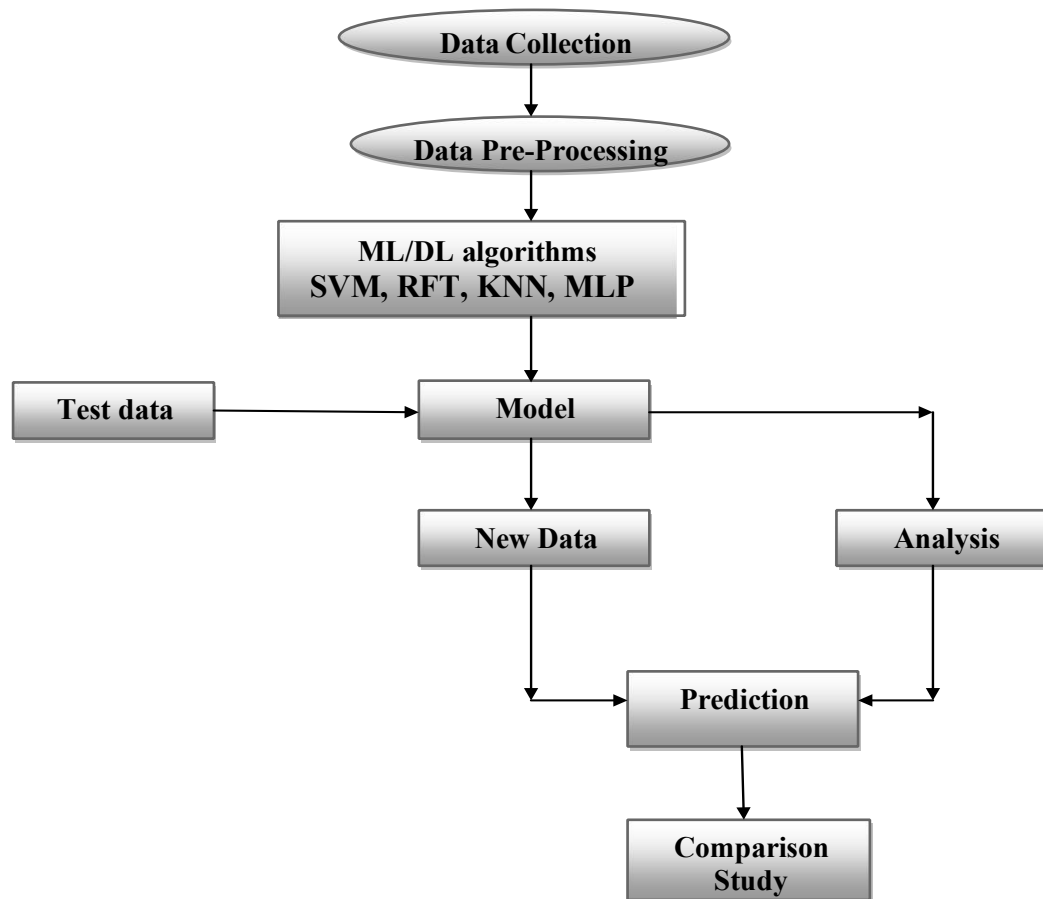 Data Collection
Data Pre-Processing
ML/DL algorithms
SVM, RFT, KNN, MLP
Test data
Model
New Data
Analysis
Prediction
Comparison
Study